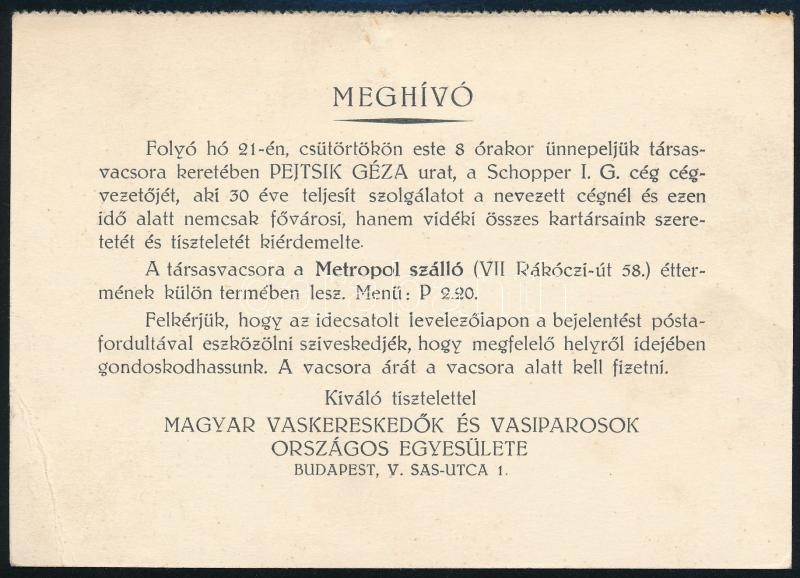 MEGHÍVÓ
Folyó hó 21-én, csütörtökön este 8 órakor ünnepeljük társas-
vacsora keretében PEJTSIK GÉZA urat, a Schopper I. G. cég cég-
vezetőjét, aki 30 éve teljesit szolgálatot a nevezett cégnél és ezen
idő alatt nemcsak fővárosi, hanem vidéki összes kartársaink szere-
tetét és tiszteletét kiérdemelte.
A társasvacsora a Metropol szálló (VII Rákóczi-út 58.) étter-
mének külön termében lesz. Menü: P 2.20.
Felkérjük, hogy az idecsatolt levelezőlapon a bejelentést pósta-
fordultával eszközölni sziveskedjék, hogy megfelelő helyről idejében
gondoskodhassunk. A vacsora árát a vacsora alatt kell fizetni.
Kiváló tisztelettel
MAGYAR VASKERESKEDŐK ÉS VASIPAROSOK
ORSZÁGOS EGYESÜLETE
BUDAPEST, V. SAS-UTCA 1.